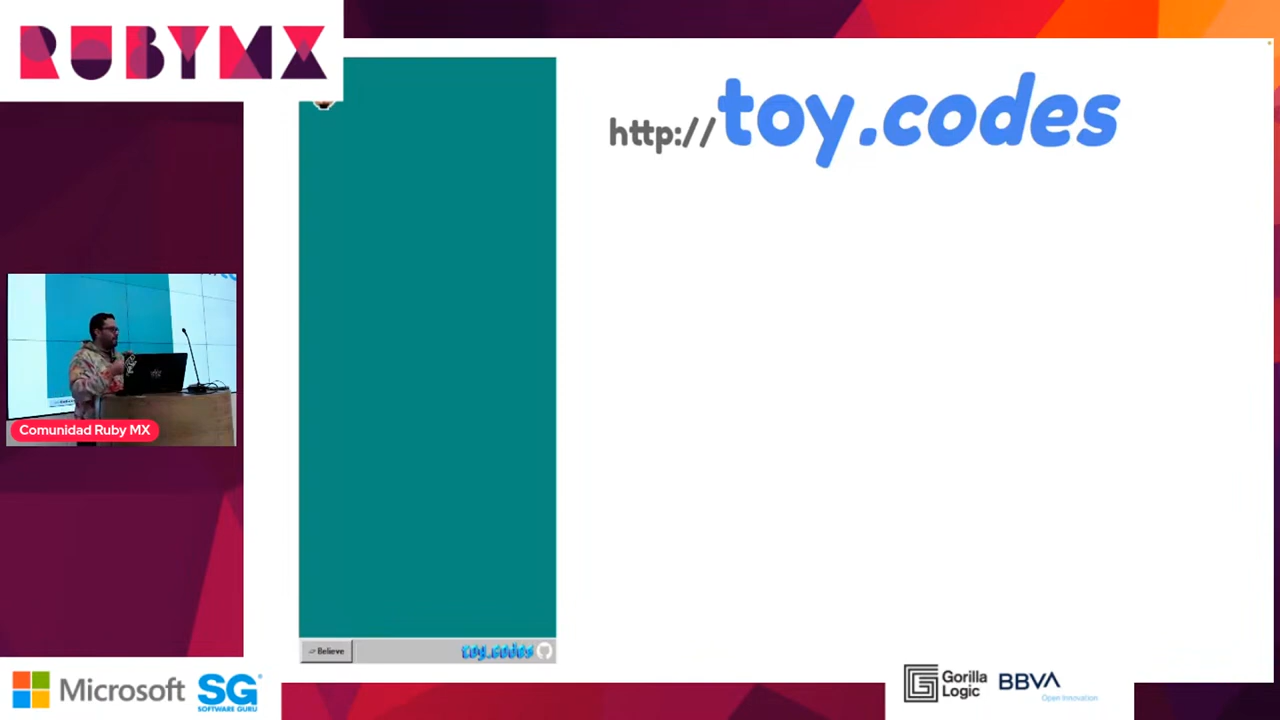 RUBYMX
http://toy.codes
Comunidad Ruby MX
Believe
toy.codes
Microsoft
SG
SOFTWARE GURU
Gorilla
Logic
BBVA
Open Innovation